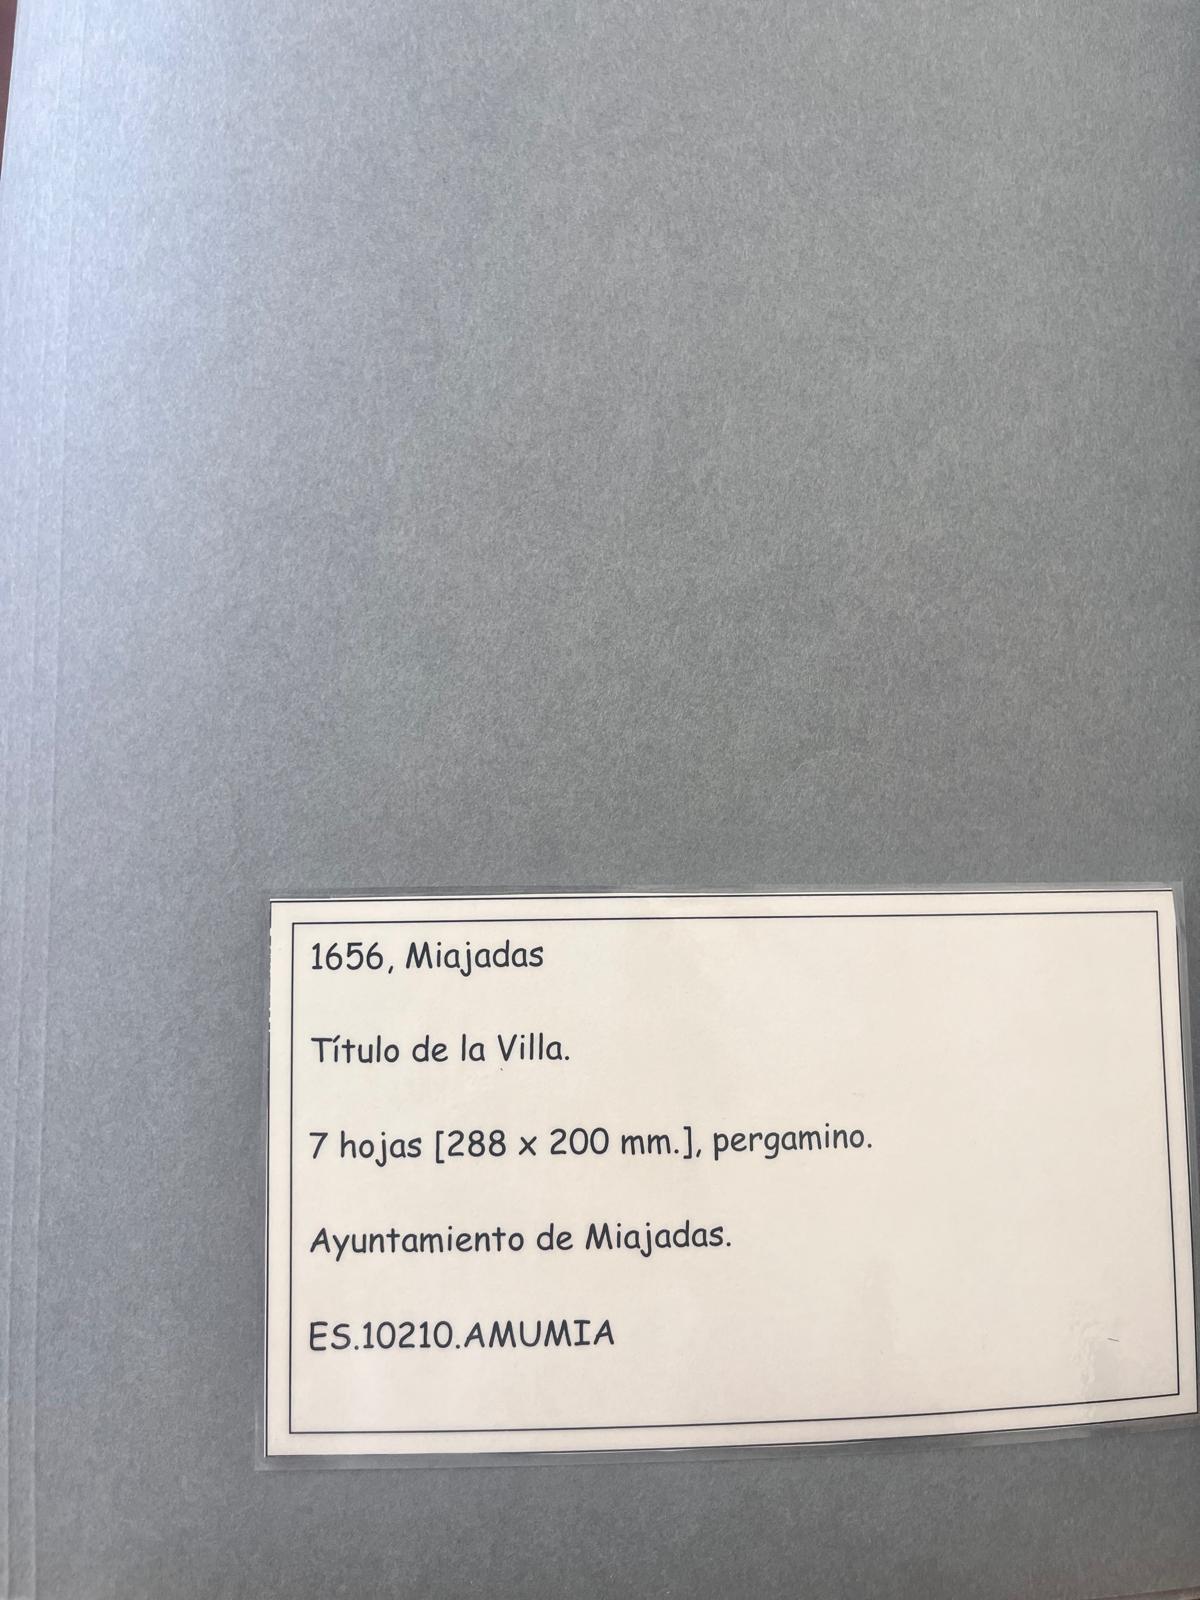 1656, Miajadas
Título de la Villa.
7 hojas [288 x 200 mm.], pergamino.
Ayuntamiento de Miajadas.
ES.10210.AMUMIA